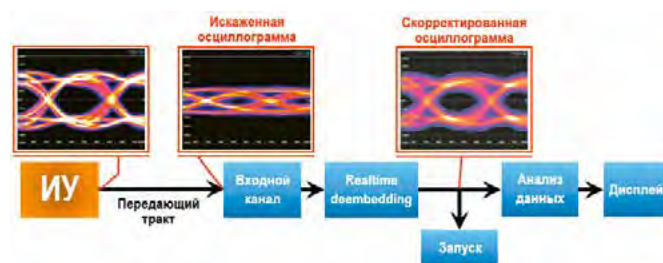 Искаженная
осциллограмма
Скорректированная
осциллограмма
ИУ
Передающий
тракт
Входной
канал
Realtime
deembedding
Анализ
данных
Дисплей
Запуск